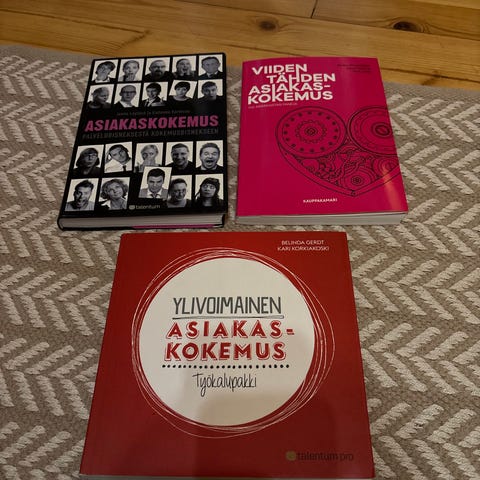 ASIAKASKOKEMUS
PALVELUBISNEKSESTÄ KOKEMUSBISNEKSEEN
talentum
VIIDEN
TÄHDEN
ASIAKAS-
KOKEMUS
KAUPPAKAMARI
BELINDA GERDT
KARI KORKIAKOSKI
YLIVOIMAINEN
ASIAKAS-
KOKEMUS
Työkalupakki
talentum pro